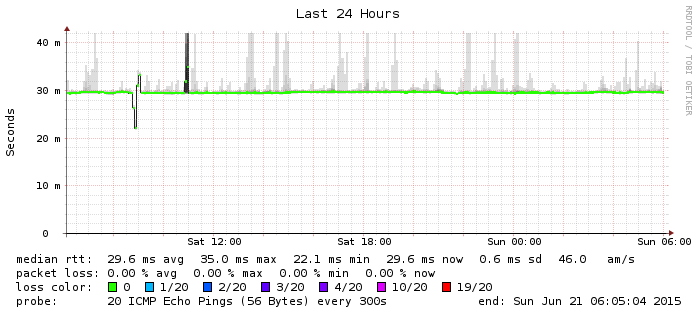 Last 24 Hours
RRDTOOL / TOBI OETIKER
Seconds
40 m
30 m
20 m
10 m
0
Sat 12:00 Sat 18:00 Sun 00:00 Sun 06:00
median rtt: 29.6 ms avg 35.0 ms max 22.1 ms min 29.6 ms now 0.6 ms sd 46.0 am/s
packet loss: 0.00 % avg 0.00 % max 0.00 % min 0.00 % now
loss color: 0 1/20 2/20 3/20 4/20 10/20 19/20
probe: 20 ICMP Echo Pings (56 Bytes) every 300s end: Sun Jun 21 06:05:04 2015